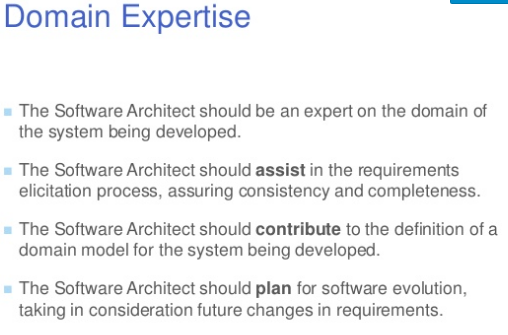 Domain Expertise
The Software Architect should be an expert on the domain of
the system being developed.
The Software Architect should assist in the requirements
elicitation process, assuring consistency and completeness.
The Software Architect should contribute to the definition of a
domain model for the system being developed.
The Software Architect should plan for software evolution,
taking in consideration future changes in requirements.